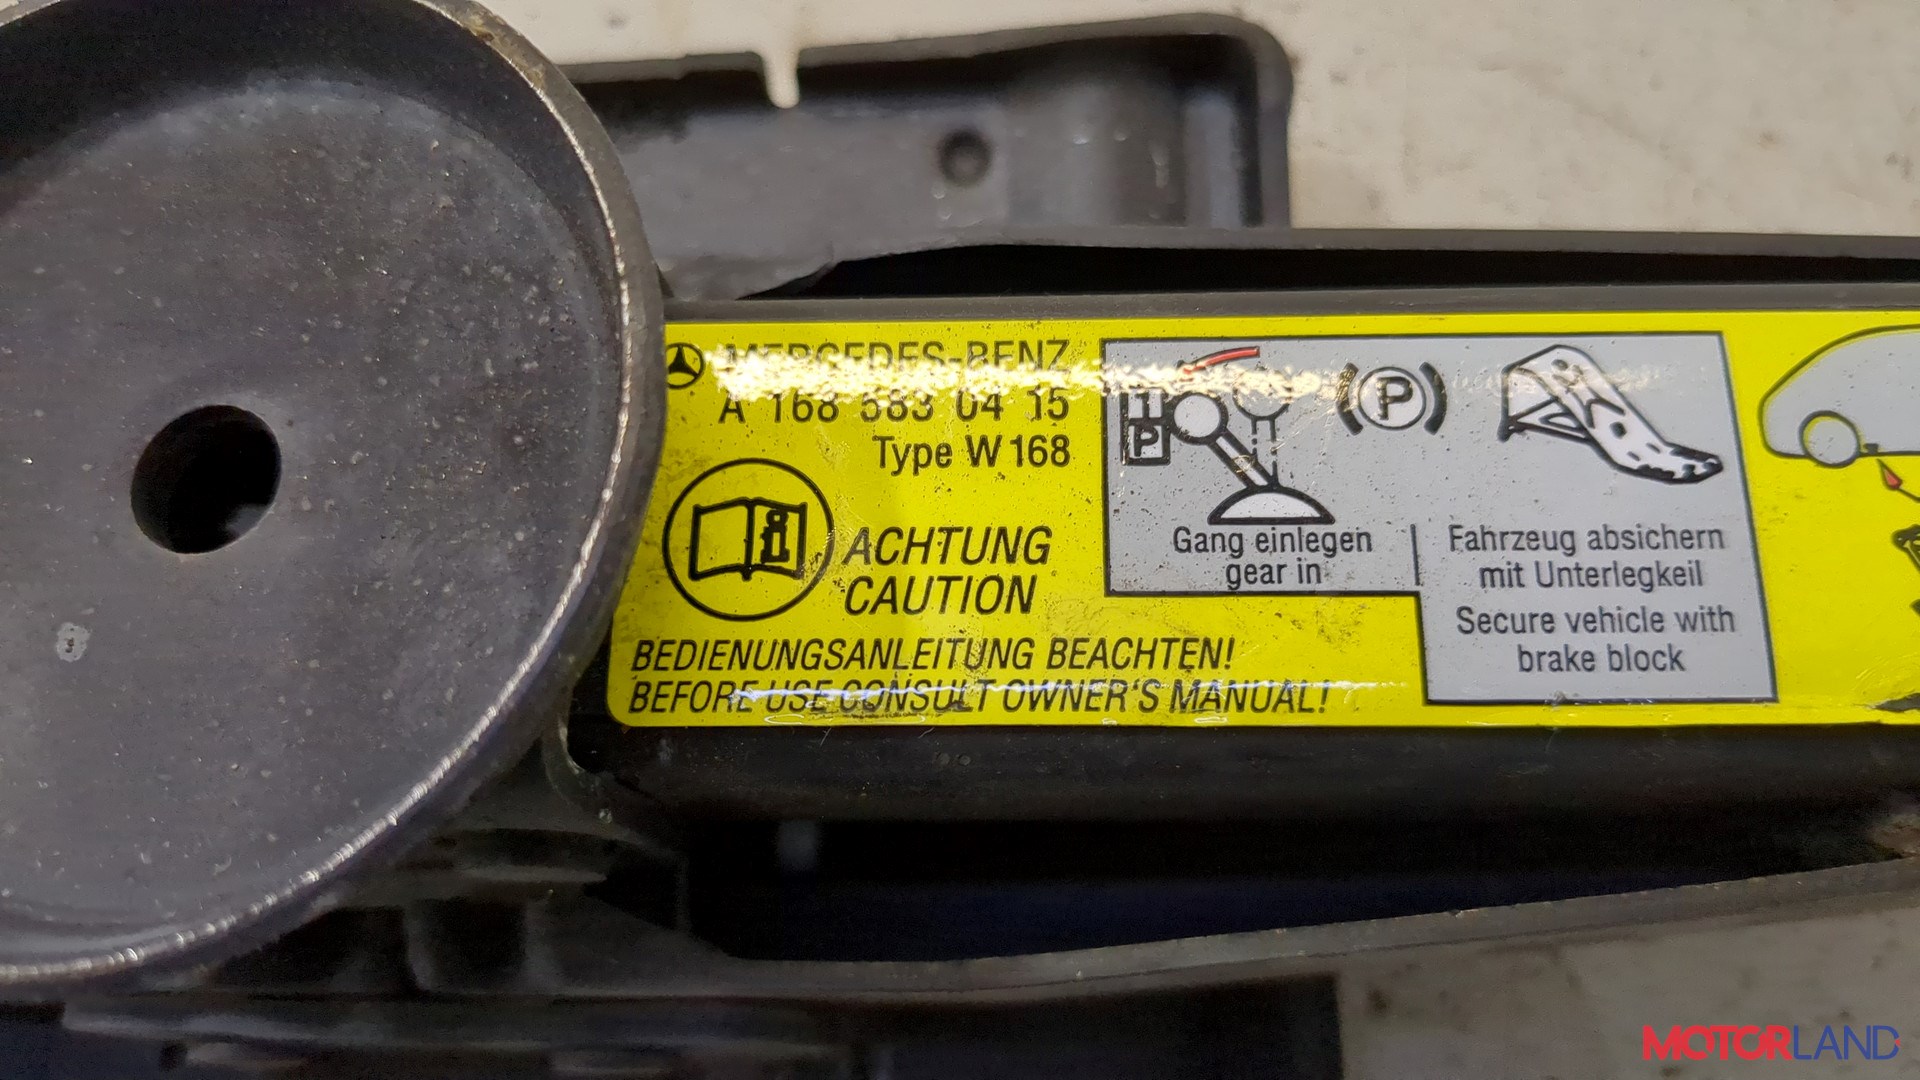 MERCEDES-BENZ
A 168 583 04 15
Type W 168
ACHTUNG
CAUTION
BEDIENUNGSANLEITUNG BEACHTEN!
BEFORE USE CONSULT OWNER'S MANUAL!
1
P
P
Gang einlegen
gear in
Fahrzeug absichern
mit Unterlegkeil
Secure vehicle with
brake block
MOTORLAND